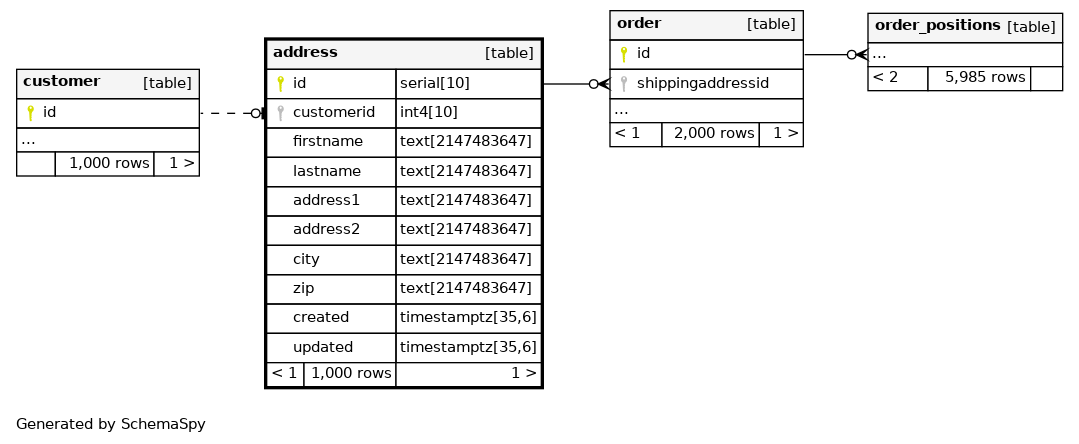 customer [table]
id
...
1,000 rows 1 >
address [table]
id serial[10]
customerid int4[10]
firstname text[2147483647]
lastname text[2147483647]
address1 text[2147483647]
address2 text[2147483647]
city text[2147483647]
zip text[2147483647]
created timestamptz[35,6]
updated timestamptz[35,6]
< 1 1,000 rows 1 >
order [table]
id
shippingaddressid
...
< 1 2,000 rows 1 >
order_positions [table]
...
< 2 5,985 rows
Generated by SchemaSpy